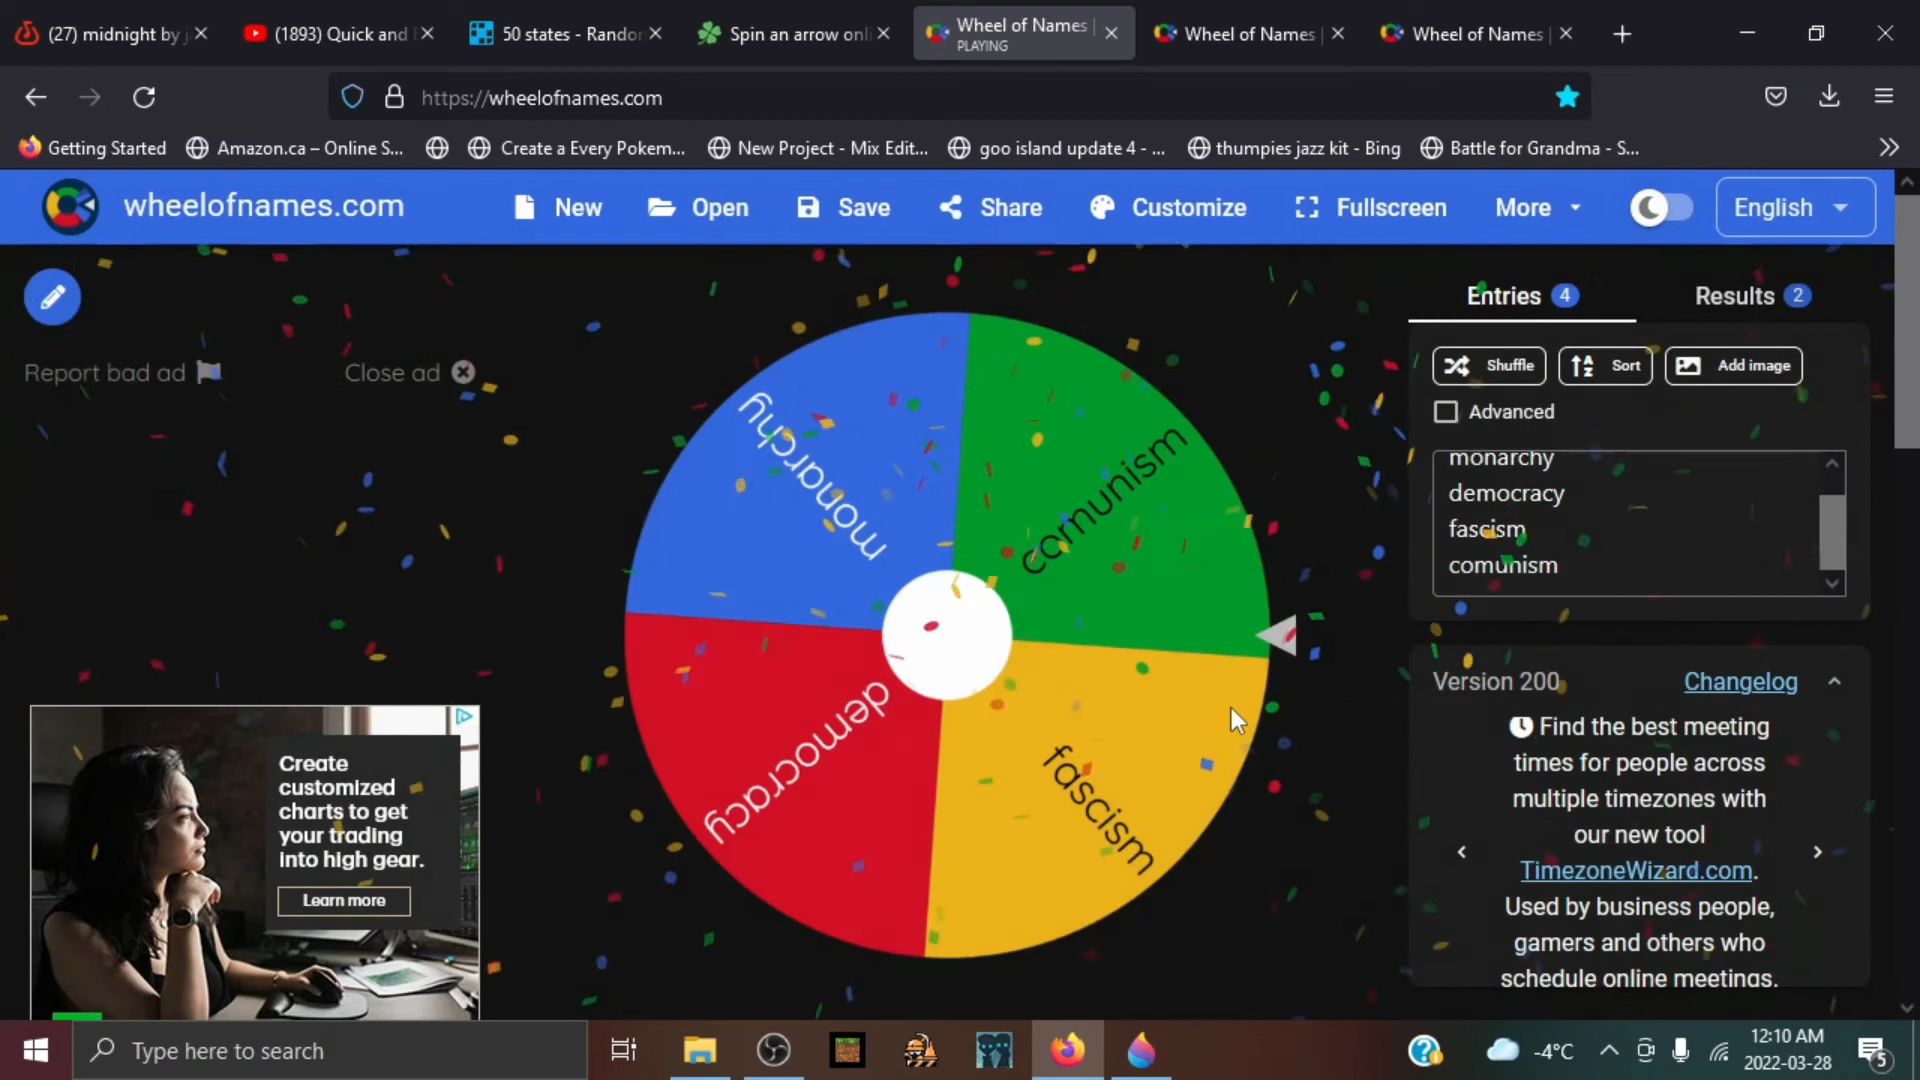 (27) midnight by j
(1893) Quick and E
50 states - Randor
Spin an arrow onli
Wheel of Names |
PLAYING
Wheel of Names |
Wheel of Names |
https://wheelofnames.com
Getting Started
Amazon.ca – Online S...
Create a Every Pokem...
New Project - Mix Edit...
goo island update 4 - ...
thumpies jazz kit - Bing
Battle for Grandma - S...
wheelofnames.com
New
Open
Save
Share
Customize
Fullscreen
More
English
Report bad ad
Close ad
Entries 4
Results 2
Shuffle
Sort
Add image
Advanced
monarchy
democracy
fascism
comunism
monarchy
comunism
democracy
fascism
Version 200
Changelog
Find the best meeting
times for people across
multiple timezones with
our new tool
TimezoneWizard.com.
Used by business people,
gamers and others who
schedule online meetings.
Create
customized
charts to get
your trading
into high gear.
Learn more
Type here to search
-4°C
12:10 AM
2022-03-28
5